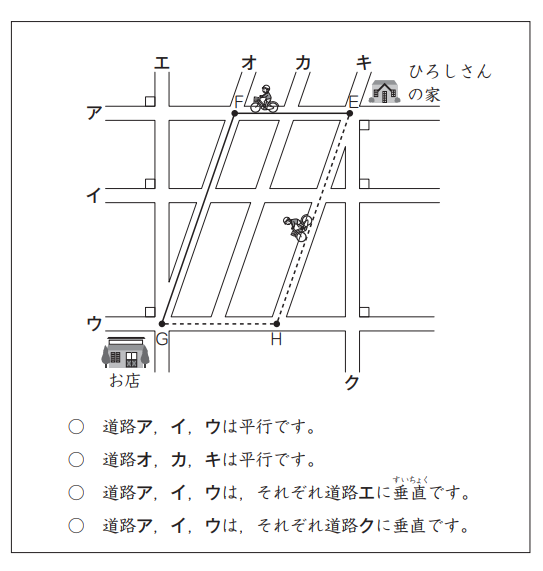 エ オ カ キ
ひろしさん
の家
F E
ア
イ
ウ
G H
お店
ク
○ 道路ア，イ，ウは平行です。
○ 道路オ，カ，キは平行です。
すいちょく
○ 道路ア，イ，ウは，それぞれ道路エに垂直です。
○ 道路ア，イ，ウは，それぞれ道路クに垂直です。